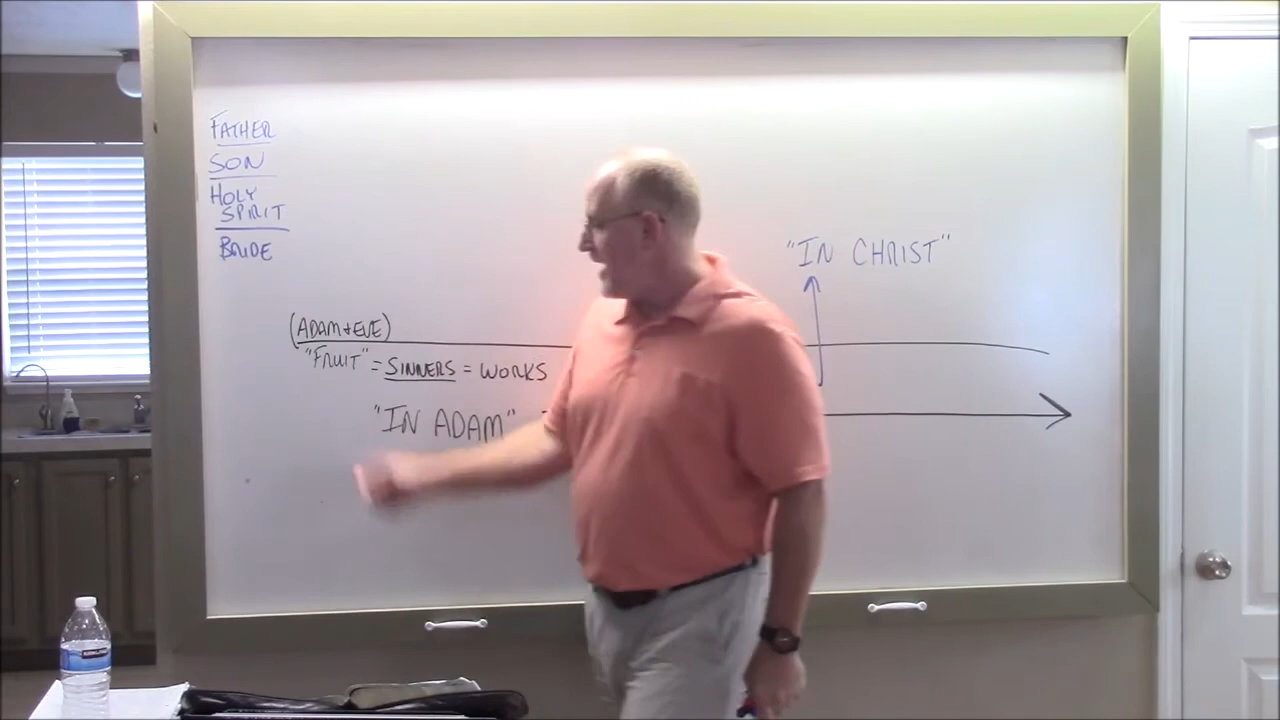 FATHER
SON
HOLY
SPIRIT
BRIDE
"IN CHRIST"
(ADAM + EVE)
"FRUIT" = SINNERS = WORKS
"IN ADAM"